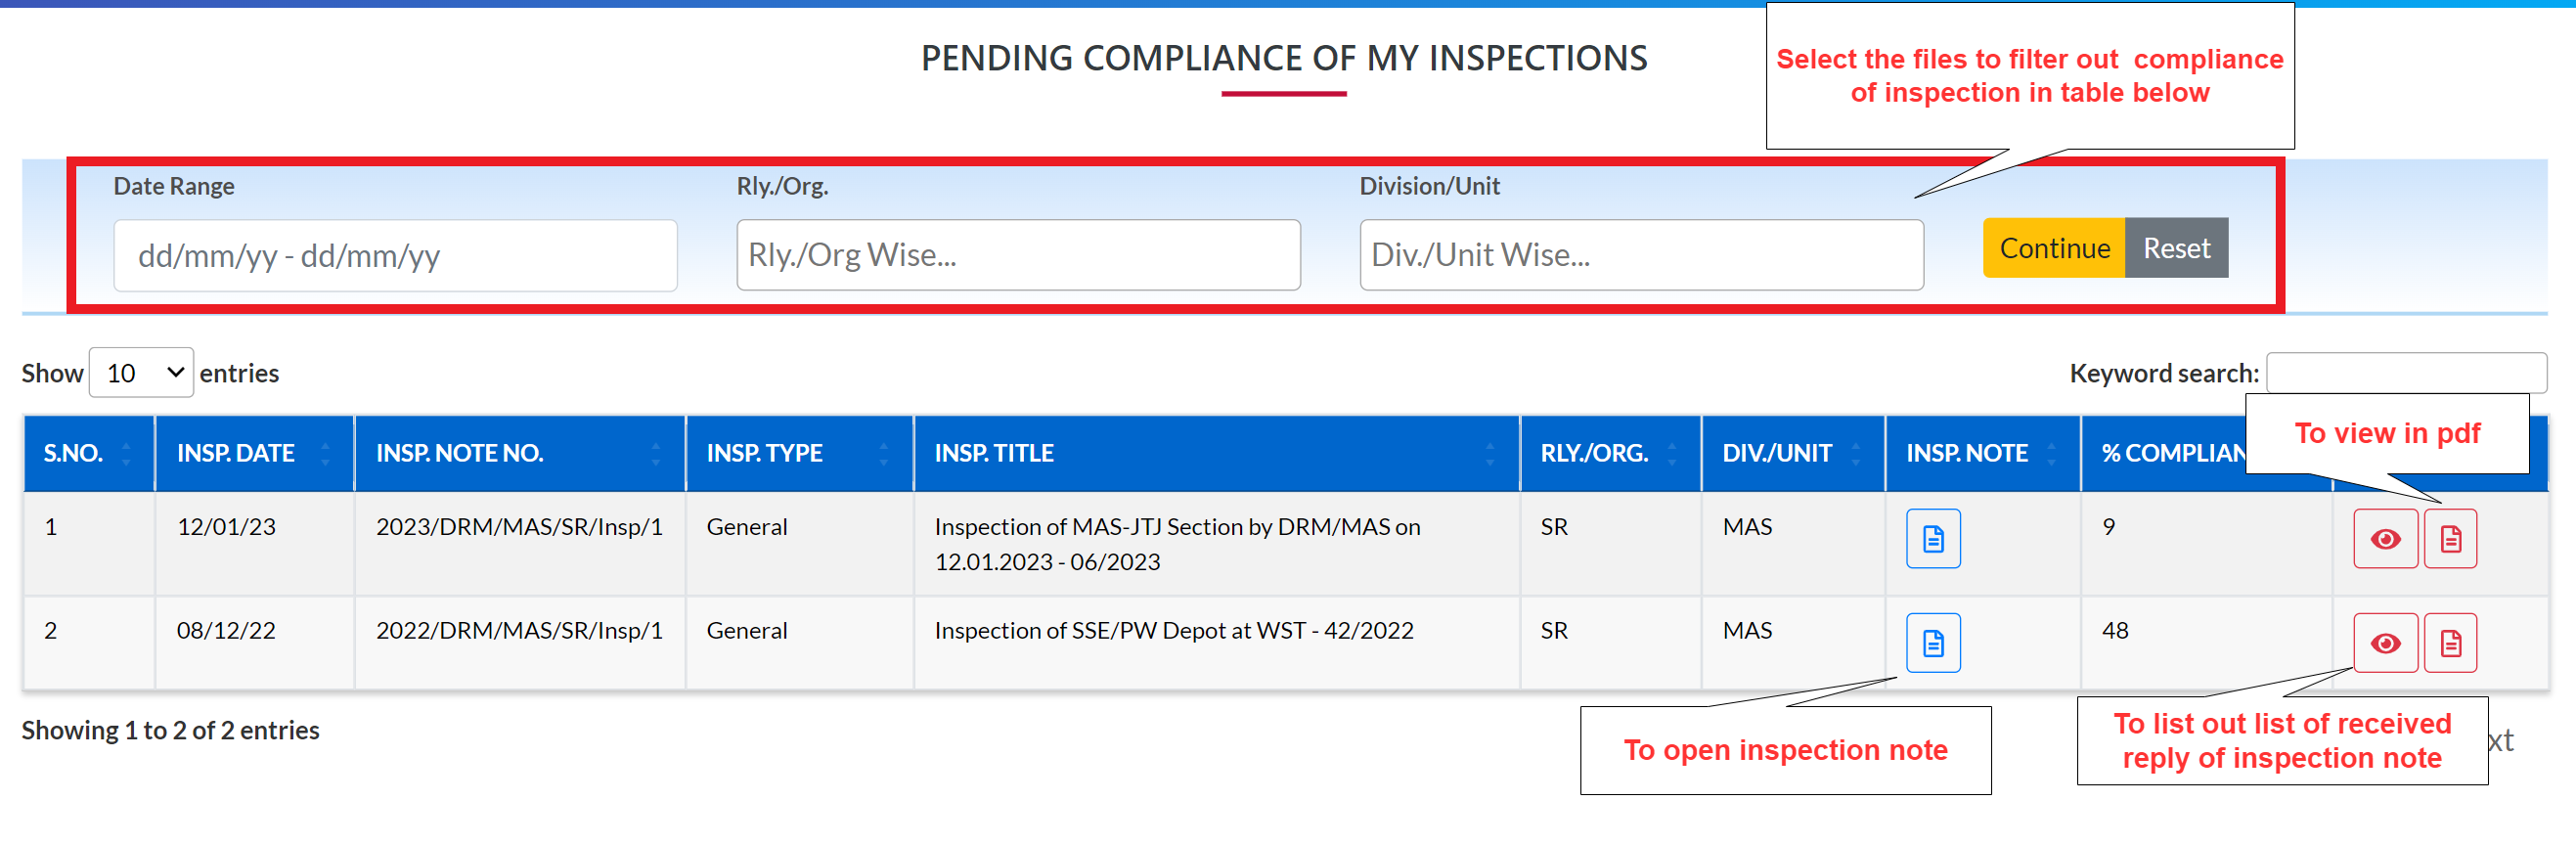 PENDING COMPLIANCE OF MY INSPECTIONS
Select the files to filter out compliance
of inspection in table below
Date Range
Rly./Org.
Division/Unit
dd/mm/yy - dd/mm/yy
Rly./Org Wise...
Div./Unit Wise...
Continue
Reset
Show 10 entries
Keyword search:
To view in pdf
S.NO. INSP. DATE INSP. NOTE NO. INSP. TYPE INSP. TITLE RLY./ORG. DIV./UNIT INSP. NOTE %
1 12/01/23 2023/DRM/MAS/SR/Insp/1 General Inspection of MAS-JTJ Section by DRM/MAS on SR MAS 9
12.01.2023 - 06/2023
2 08/12/22 2022/DRM/MAS/SR/Insp/1 General Inspection of SSE/PW Depot at WST - 42/2022 SR MAS 48
Showing 1 to 2 of 2 entries
To open inspection note
To list out list of received
reply of inspection note